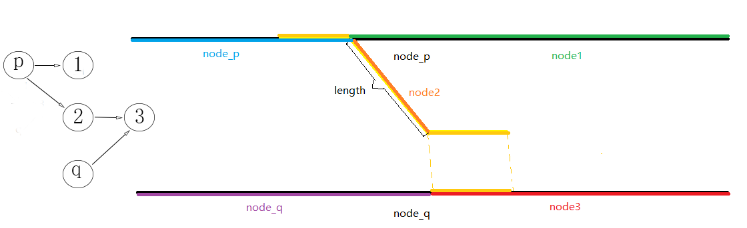 p
1
2
3
q
node_p
node_p
node1
length
node2
node_q
node_q
node3